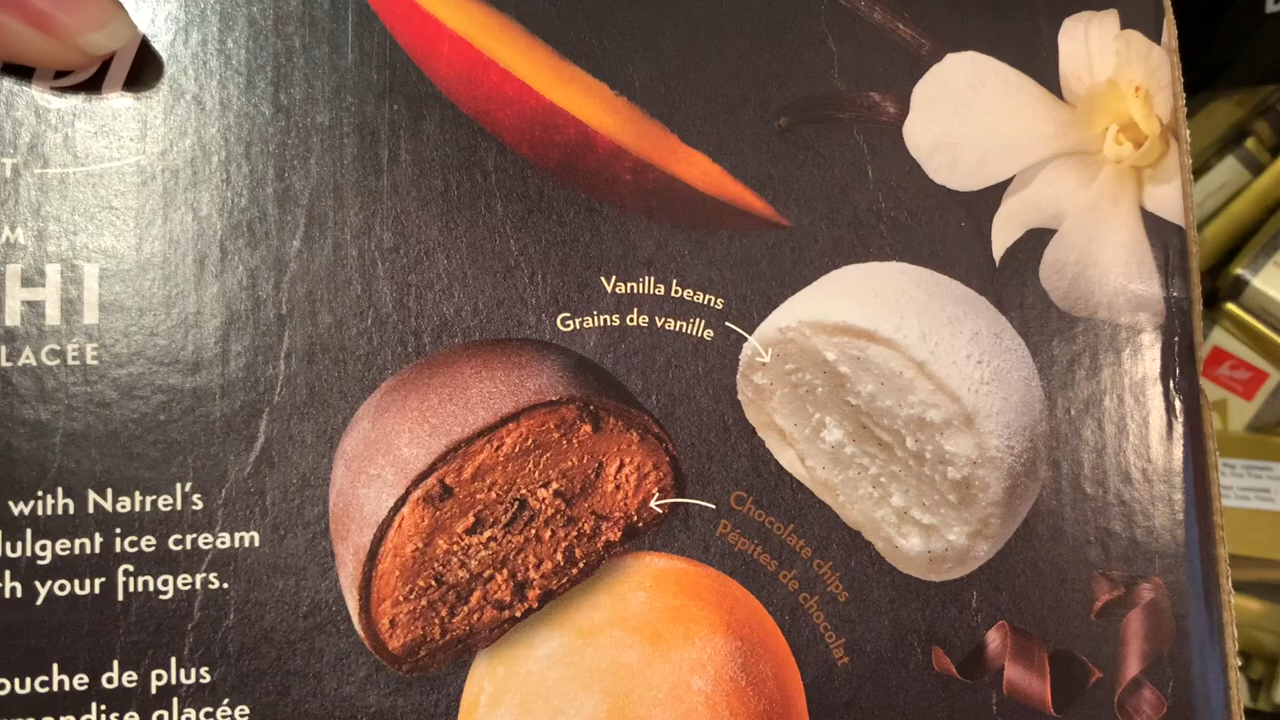 T
M
HI
LACÉE
Vanilla beans
Grains de vanille
Chocolate chips
Pépites de chocolat
with Natrel's
dulgent ice cream
h your fingers.
ouche de plus
mandise glacée